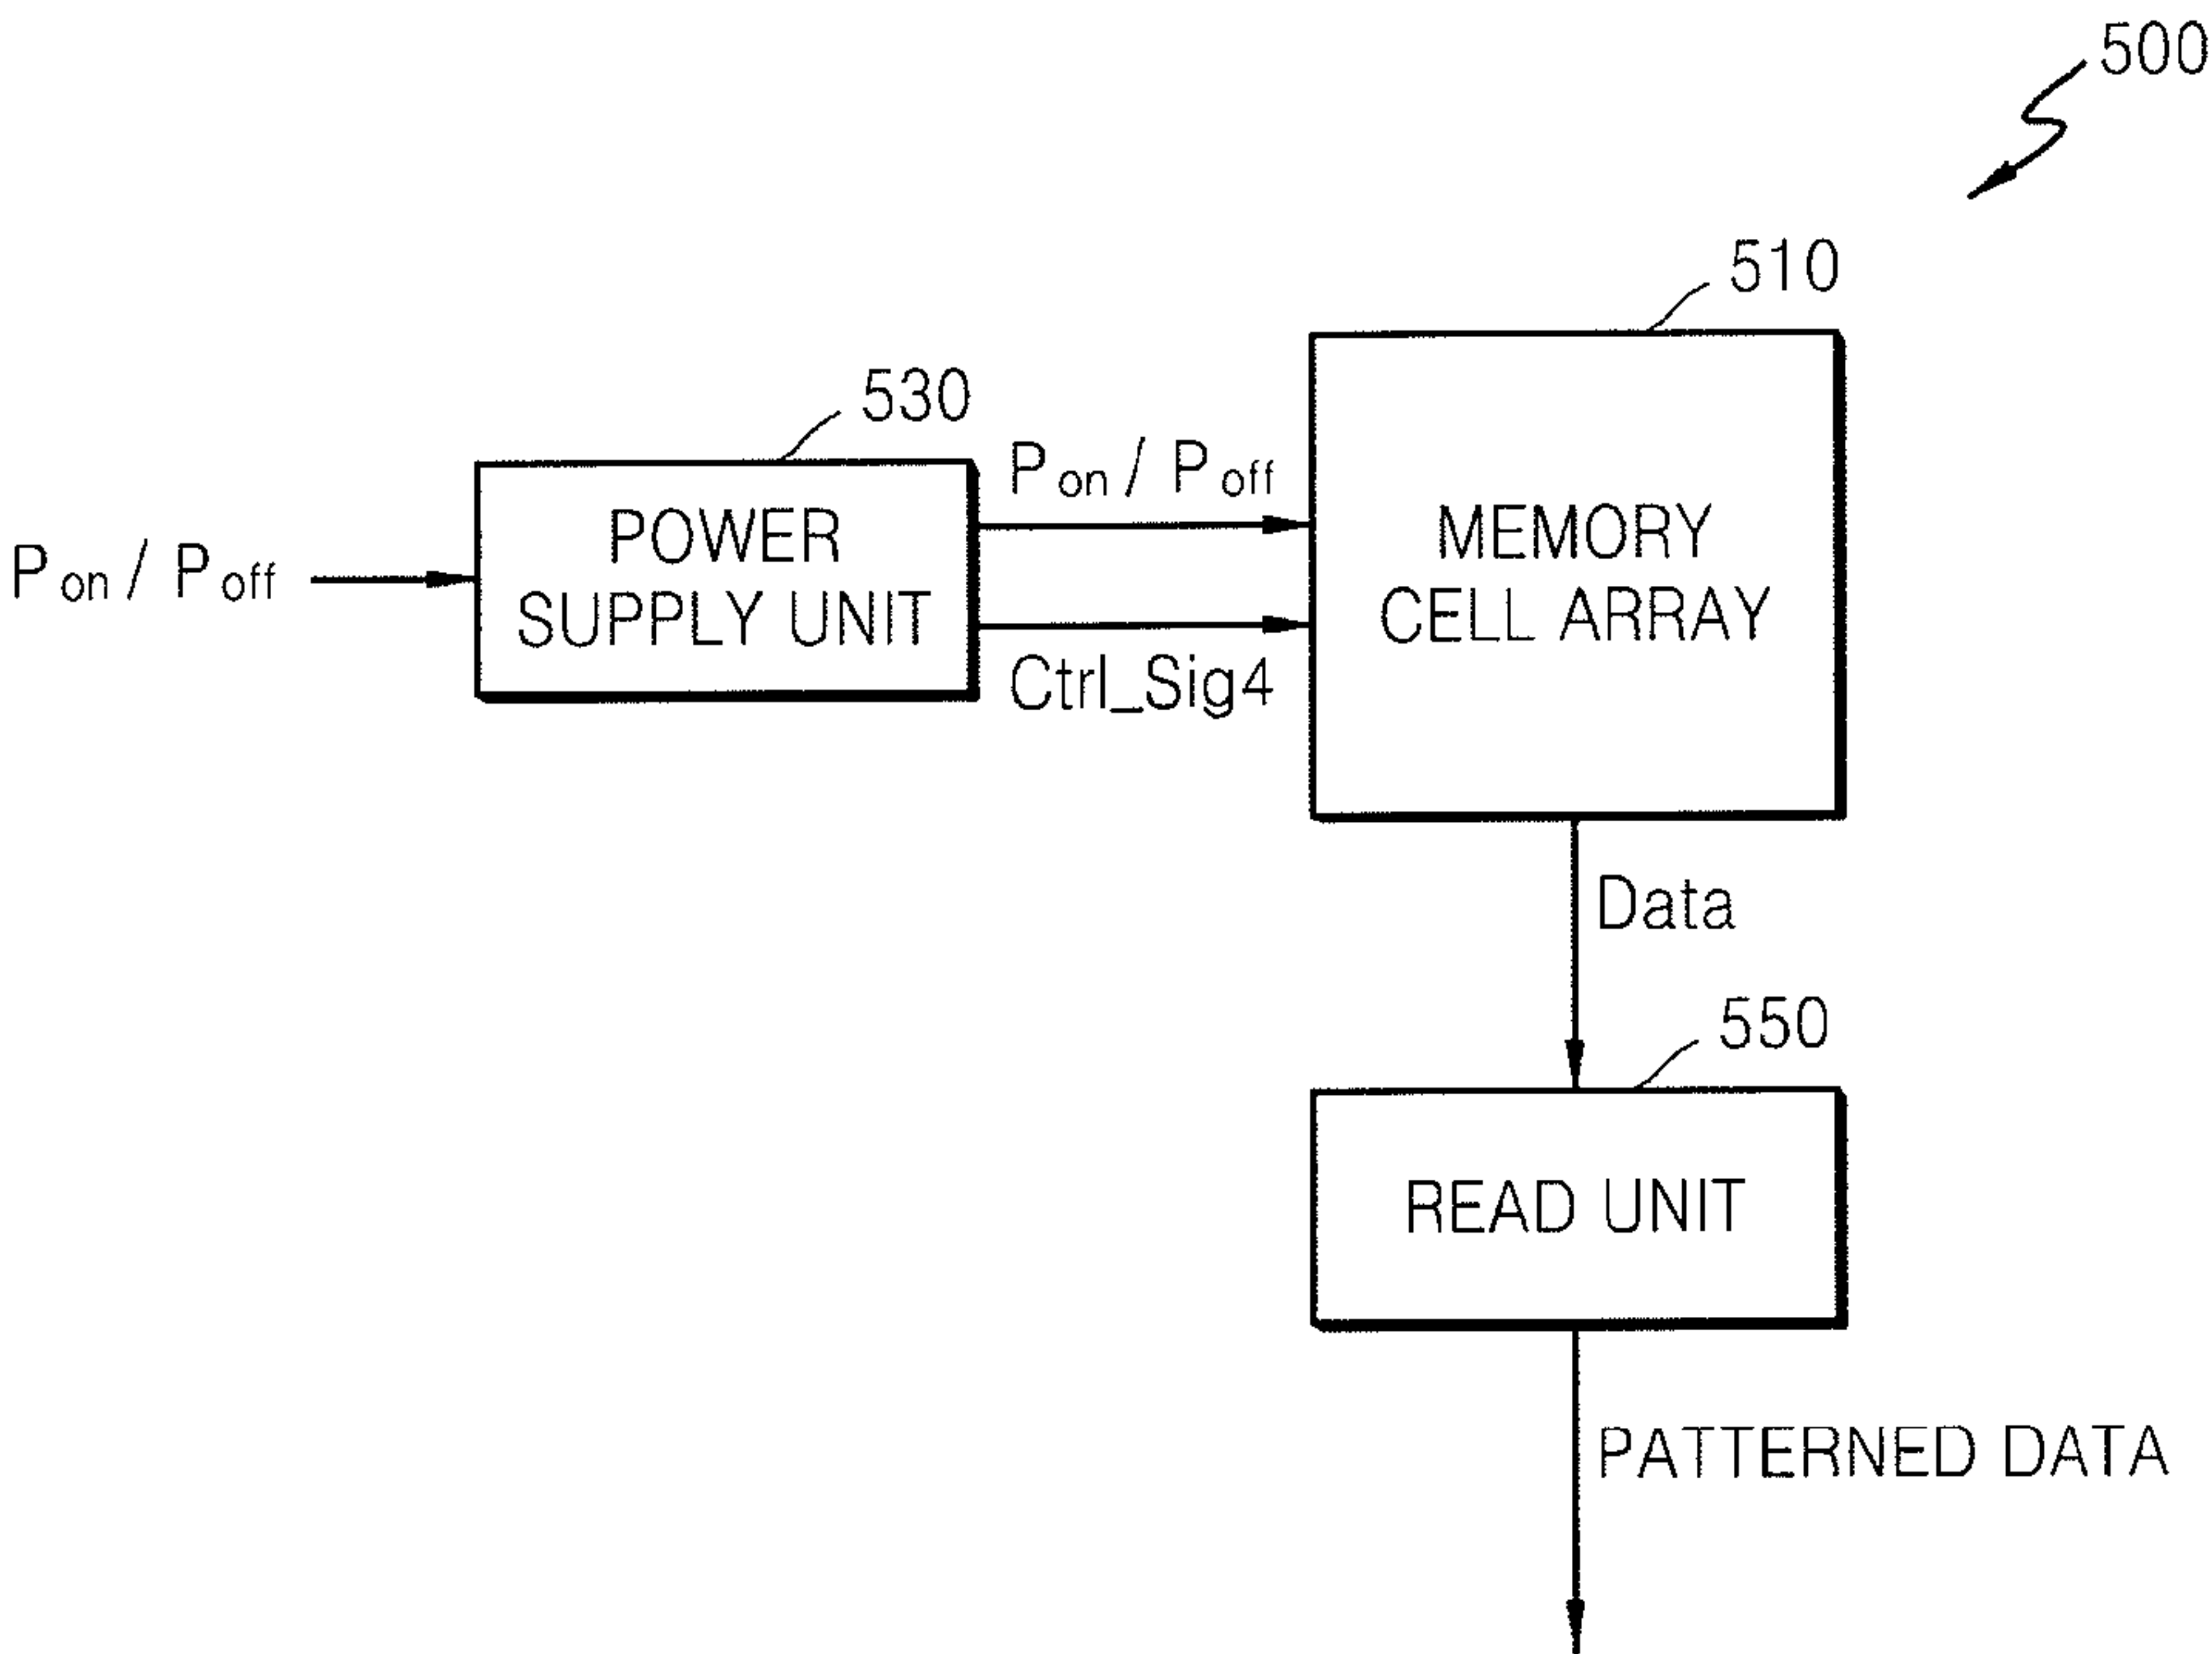 500
510
530
Pon / Poff
Pon / Poff
POWER
SUPPLY UNIT
Ctrl_Sig4
MEMORY
CELL ARRAY
Data
550
READ UNIT
PATTERNED DATA